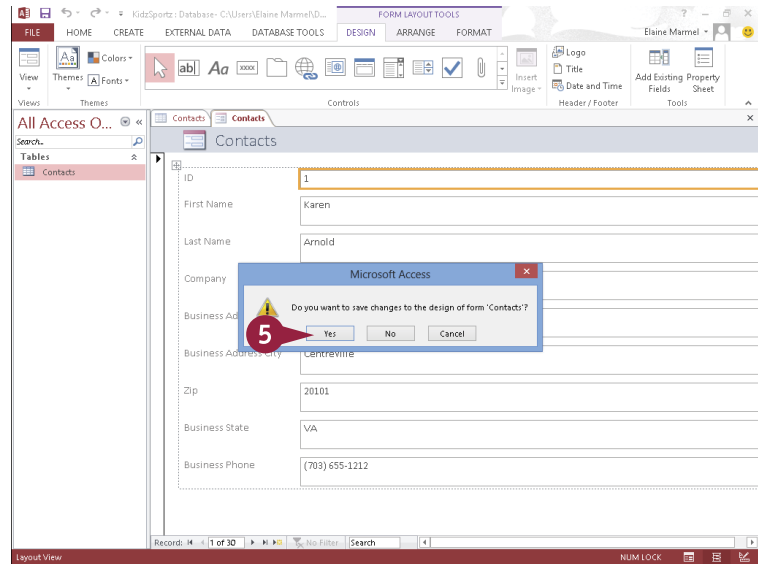 KidzSportz : Database- C:\Users\Elaine Marmel\D... FORM LAYOUT TOOLS ?
FILE HOME CREATE EXTERNAL DATA DATABASE TOOLS DESIGN ARRANGE FORMAT Elaine Marmel
View Themes Aa Colors A Fonts ab Aa xxxx Insert Image Logo Title Date and Time Add Existing Fields Property Sheet
Views Themes Controls Header / Footer Tools
All Access O... «
Search..
Tables
Contacts
Contacts Contacts
Contacts
ID 1
First Name Karen
Last Name Arnold
Company
Microsoft Access
Do you want to save changes to the design of form 'Contacts'?
Business Ad
5 Yes No Cancel
Business Address City Centreville
Zip 20101
Business State VA
Business Phone (703) 655-1212
Record: 1 of 30 No Filter Search
Layout View NUM LOCK